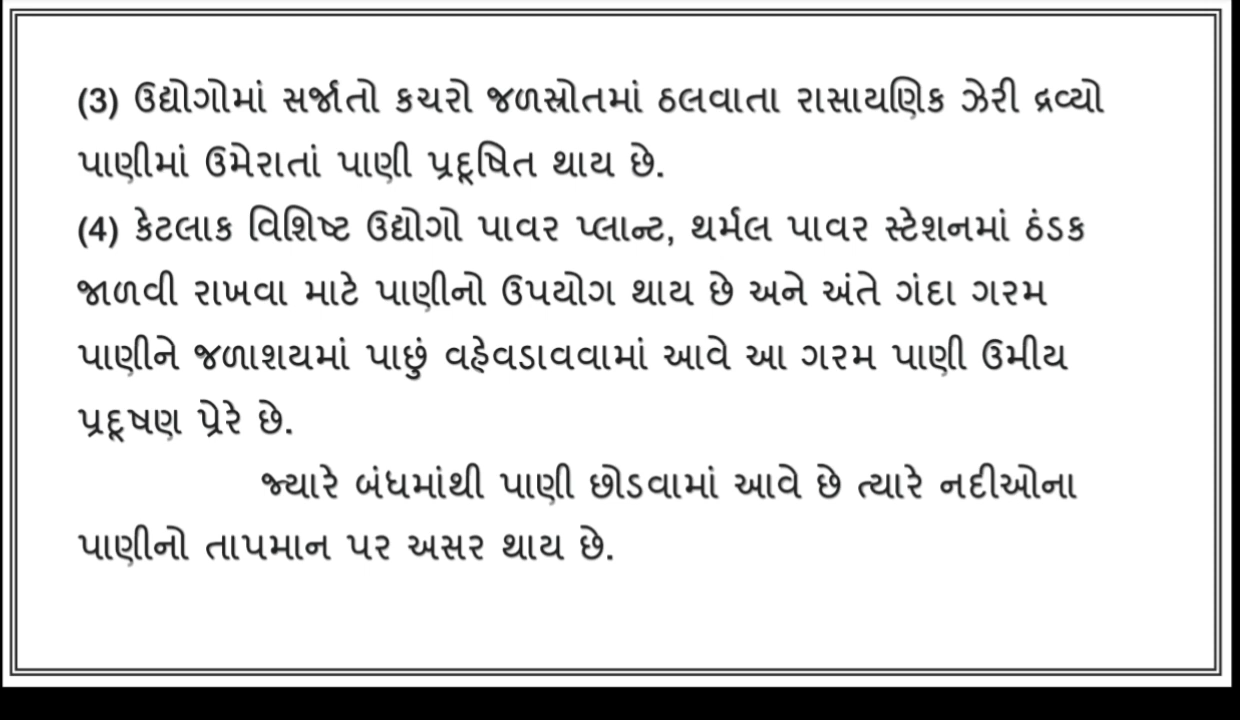 (3) ઉદ્યોગોમાં સર્જાતો કચરો જળસ્રોતમાં ઠલવાતા રાસાયણિક ઝેરી દ્રવ્યો
પાણીમાં ઉમેરાતાં પાણી પ્રદૂષિત થાય છે.
(4) કેટલાક વિશિષ્ટ ઉદ્યોગો પાવર પ્લાન્ટ, થર્મલ પાવર સ્ટેશનમાં ઠંડક
જાળવી રાખવા માટે પાણીનો ઉપયોગ થાય છે અને અંતે ગંદા ગરમ
પાણીને જળાશયમાં પાછું વહેવડાવવામાં આવે આ ગરમ પાણી ઉમીય
પ્રદૂષણ પ્રેરે છે.
જ્યારે બંધમાંથી પાણી છોડવામાં આવે છે ત્યારે નદીઓના
પાણીનો તાપમાન પર અસર થાય છે.